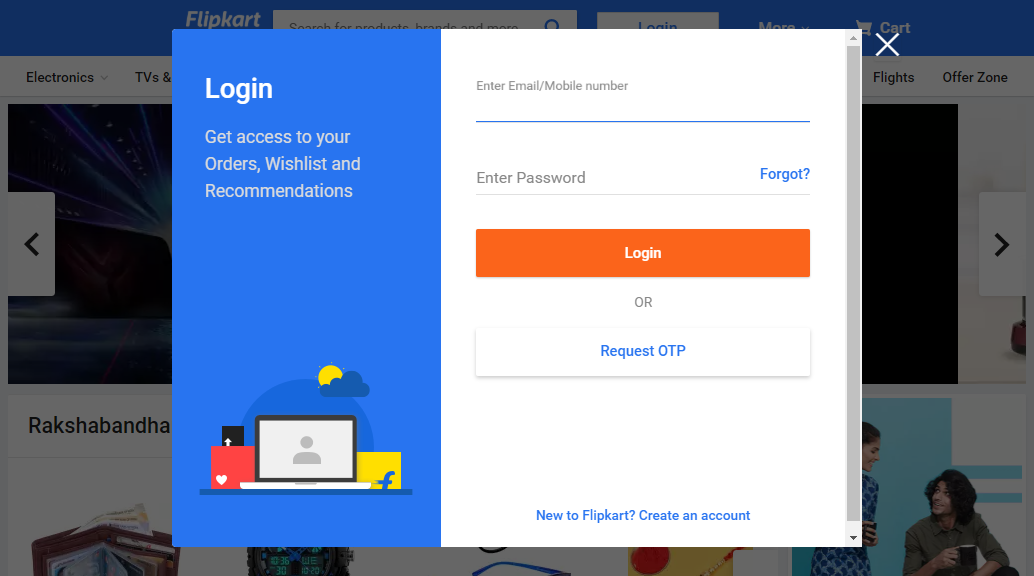 Flipkart
Search for products, brands and more
Login
More
Cart
Electronics
TVs &
Flights
Offer Zone
Login
Get access to your
Orders, Wishlist and
Recommendations
Enter Email/Mobile number
Enter Password
Forgot?
Login
OR
Request OTP
New to Flipkart? Create an account
Rakshabandha